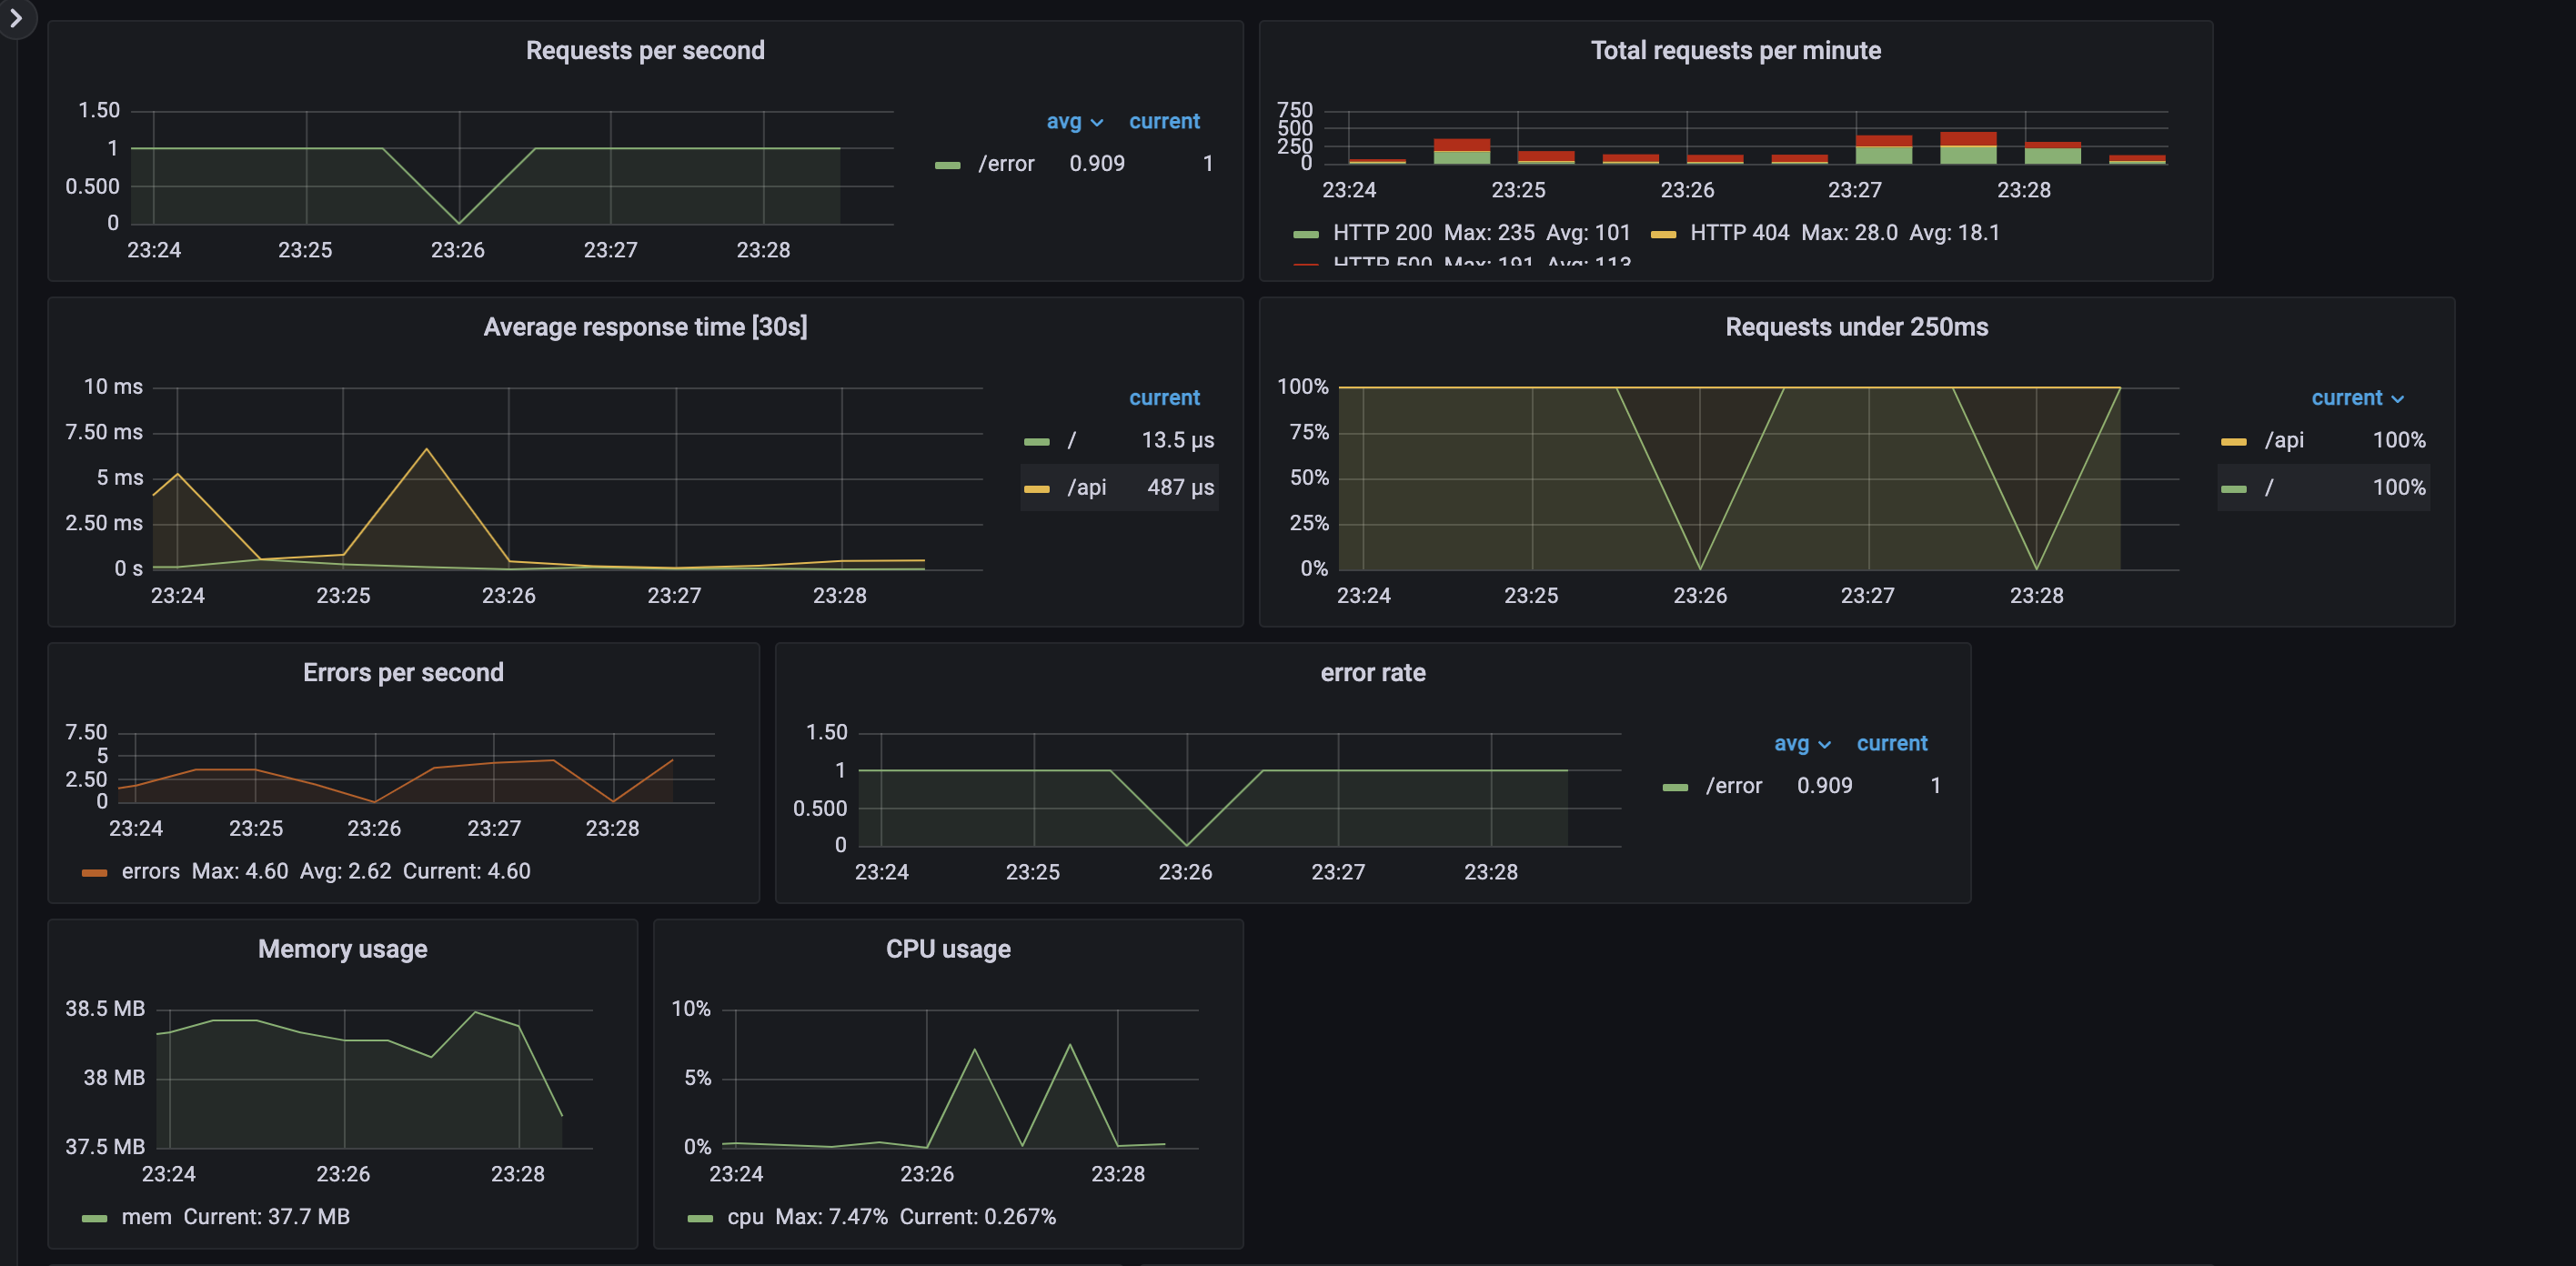 Requests per second
1.50
1
0.500
0
23:24 23:25 23:26 23:27 23:28
avg current
/error 0.909 1
Total requests per minute
750
500
250
0
23:24 23:25 23:26 23:27 23:28
HTTP 200 Max: 235 Avg: 101 HTTP 404 Max: 28.0 Avg: 18.1
HTTP 500 Max: 191 Avg: 113
Average response time [30s]
10 ms
7.50 ms
5 ms
2.50 ms
0 s
23:24 23:25 23:26 23:27 23:28
current
/ 13.5 µs
/api 487 µs
Requests under 250ms
100%
75%
50%
25%
0%
23:24 23:25 23:26 23:27 23:28
current
/api 100%
/ 100%
Errors per second
7.50
5
2.50
0
23:24 23:25 23:26 23:27 23:28
errors Max: 4.60 Avg: 2.62 Current: 4.60
error rate
1.50
1
0.500
0
23:24 23:25 23:26 23:27 23:28
avg current
/error 0.909 1
Memory usage
38.5 MB
38 MB
37.5 MB
23:24 23:26 23:28
mem Current: 37.7 MB
CPU usage
10%
5%
0%
23:24 23:26 23:28
cpu Max: 7.47% Current: 0.267%